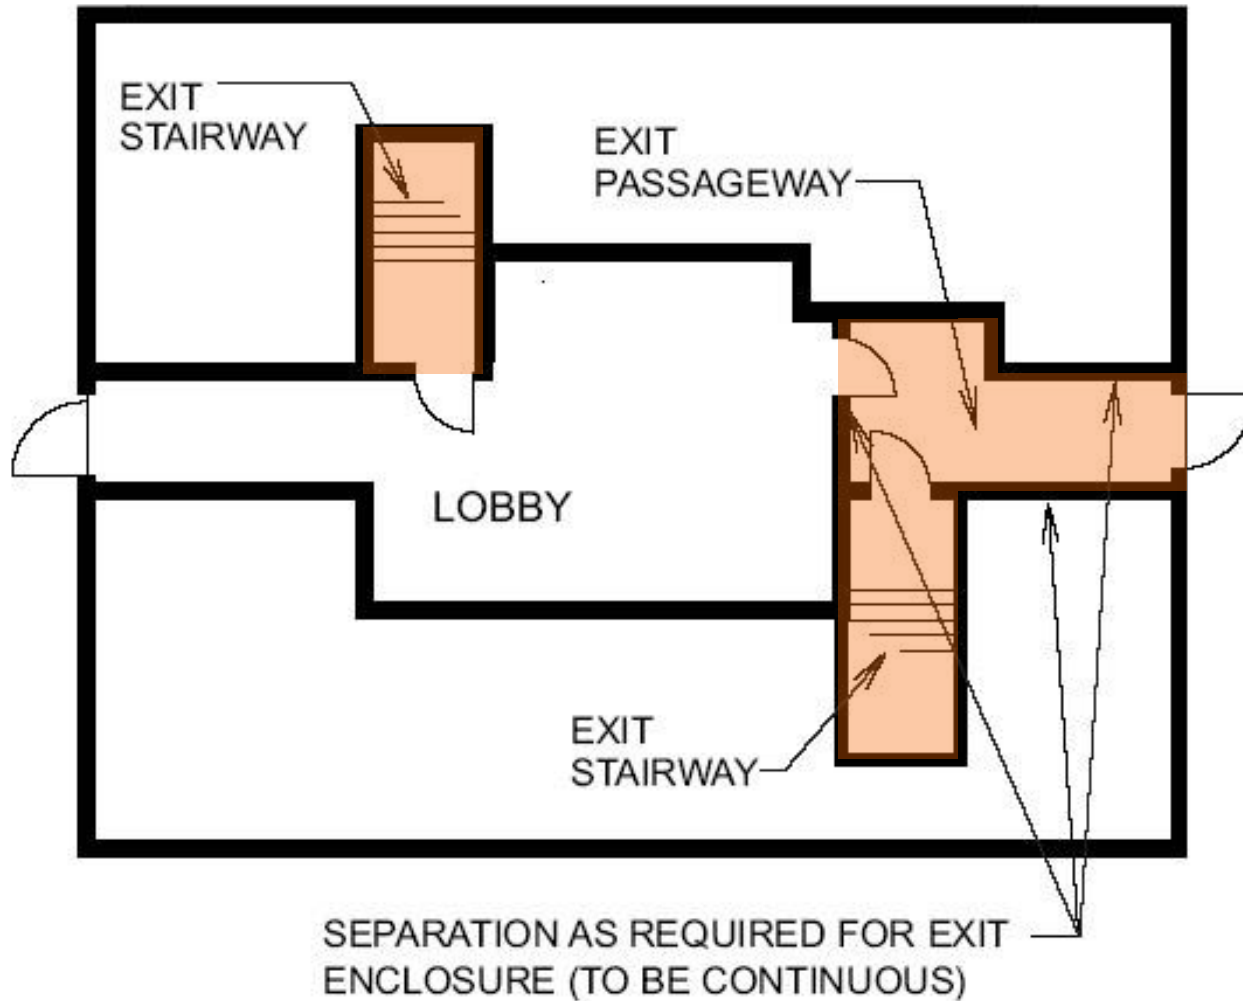 EXIT
STAIRWAY
EXIT
PASSAGEWAY
LOBBY
EXIT
STAIRWAY
SEPARATION AS REQUIRED FOR EXIT
ENCLOSURE (TO BE CONTINUOUS)